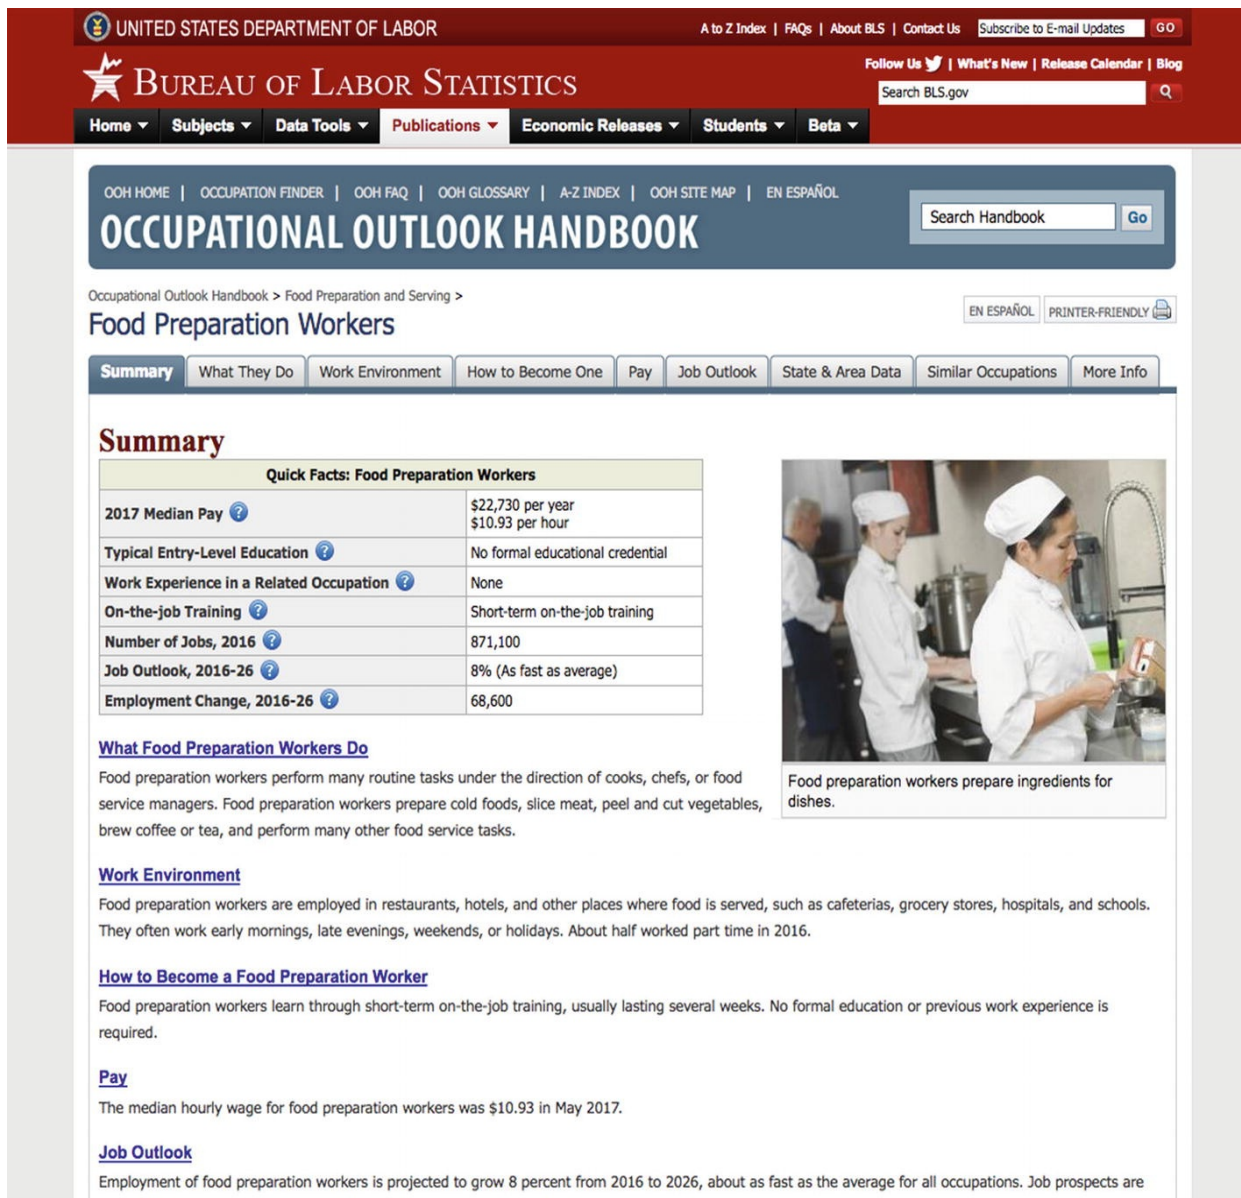 UNITED STATES DEPARTMENT OF LABOR
A to Z Index | FAQs | About BLS | Contact Us Subscribe to E-mail Updates GO
Follow Us | What's New | Release Calendar | Blog
BUREAU OF LABOR STATISTICS
Search BLS.gov
Home Subjects Data Tools Publications Economic Releases Students Beta
OOH HOME | OCCUPATION FINDER | OOH FAQ | OOH GLOSSARY | A-Z INDEX | OOH SITE MAP | EN ESPAÑOL
OCCUPATIONAL OUTLOOK HANDBOOK
Search Handbook Go
Occupational Outlook Handbook > Food Preparation and Serving >
Food Preparation Workers
EN ESPAÑOL PRINTER-FRIENDLY
Summary What They Do Work Environment How to Become One Pay Job Outlook State & Area Data Similar Occupations More Info
Summary
Quick Facts: Food Preparation Workers
2017 Median Pay ? $22,730 per year
$10.93 per hour
Typical Entry-Level Education ? No formal educational credential
Work Experience in a Related Occupation ? None
On-the-job Training ? Short-term on-the-job training
Number of Jobs, 2016 ? 871,100
Job Outlook, 2016-26 ? 8% (As fast as average)
Employment Change, 2016-26 ? 68,600
Food preparation workers prepare ingredients for
dishes.
What Food Preparation Workers Do
Food preparation workers perform many routine tasks under the direction of cooks, chefs, or food
service managers. Food preparation workers prepare cold foods, slice meat, peel and cut vegetables,
brew coffee or tea, and perform many other food service tasks.
Work Environment
Food preparation workers are employed in restaurants, hotels, and other places where food is served, such as cafeterias, grocery stores, hospitals, and schools.
They often work early mornings, late evenings, weekends, or holidays. About half worked part time in 2016.
How to Become a Food Preparation Worker
Food preparation workers learn through short-term on-the-job training, usually lasting several weeks. No formal education or previous work experience is
required.
Pay
The median hourly wage for food preparation workers was $10.93 in May 2017.
Job Outlook
Employment of food preparation workers is projected to grow 8 percent from 2016 to 2026, about as fast as the average for all occupations. Job prospects are